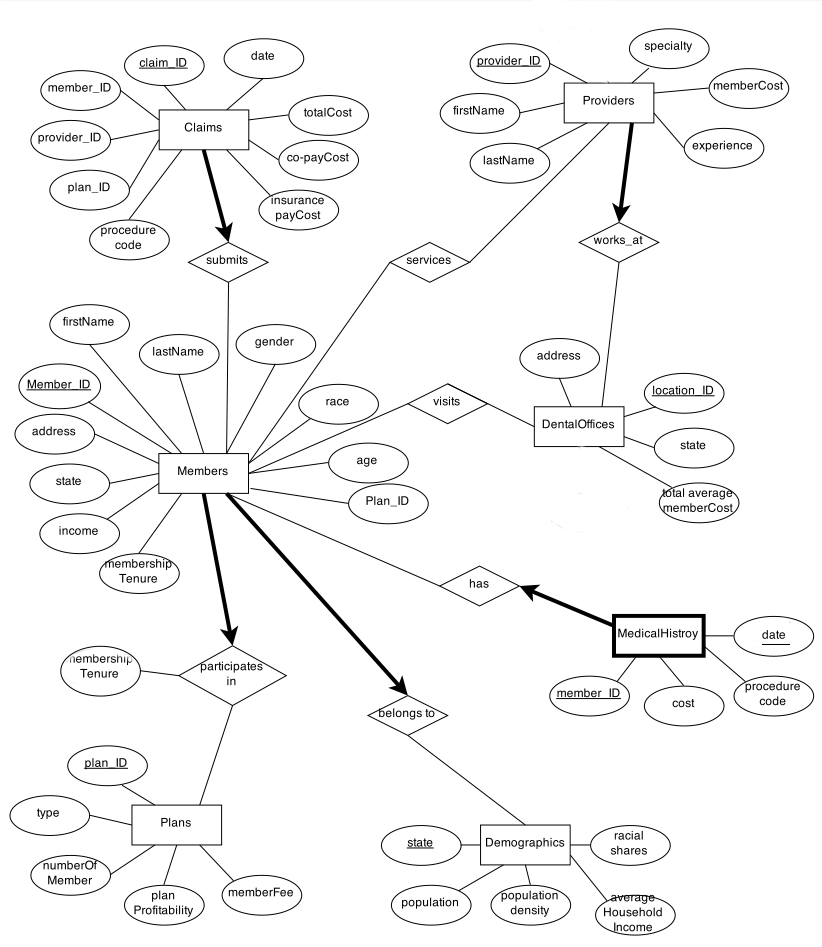 claim_ID
date
member_ID
totalCost
Claims
provider_ID
co-payCost
plan_ID
insurance
payCost
procedure
code
submits
provider_ID
specialty
Providers
memberCost
firstName
experience
lastName
works_at
services
firstName
lastName
gender
Member_ID
race
address
Members
age
state
Plan_ID
income
membership
Tenure
visits
address
location_ID
DentalOffices
state
total average
memberCost
has
MedicalHistroy
date
member_ID
cost
procedure
code
membership
Tenure
participates
in
belongs to
plan_ID
type
Plans
numberOf
Member
plan
Profitability
memberFee
state
Demographics
racial
shares
population
population
density
average
Household
Income